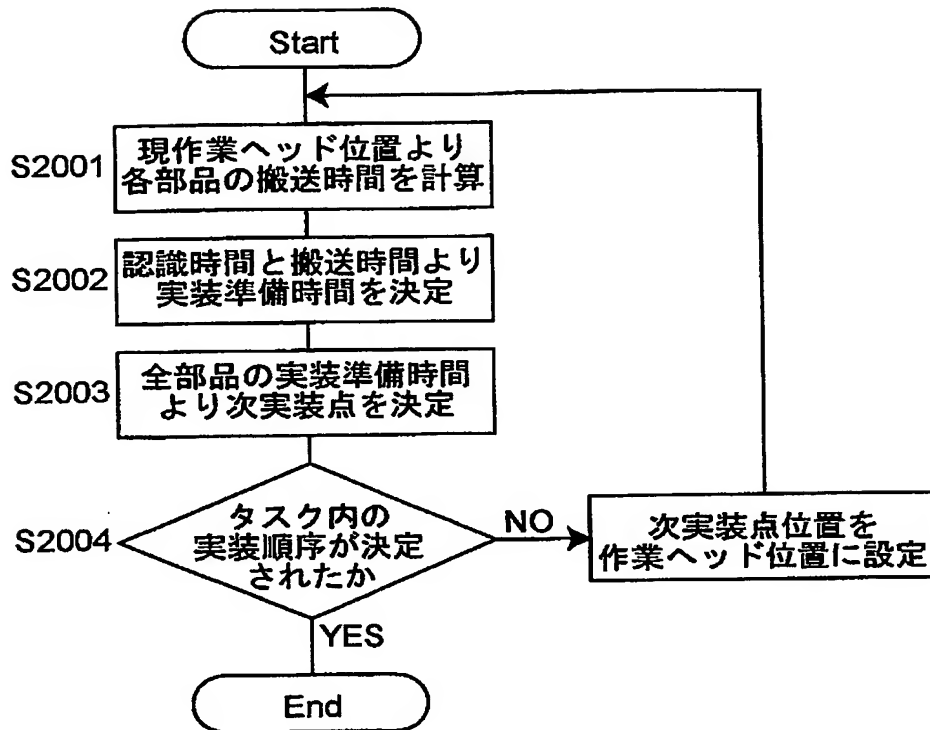 Start
S2001
現作業ヘッド位置より
各部品の搬送時間を計算
S2002
認識時間と搬送時間より
実装準備時間を決定
S2003
全部品の実装準備時間
より次実装点を決定
S2004
タスク内の
実装順序が決定
されたか
NO
次実装点位置を
作業ヘッド位置に設定
YES
End